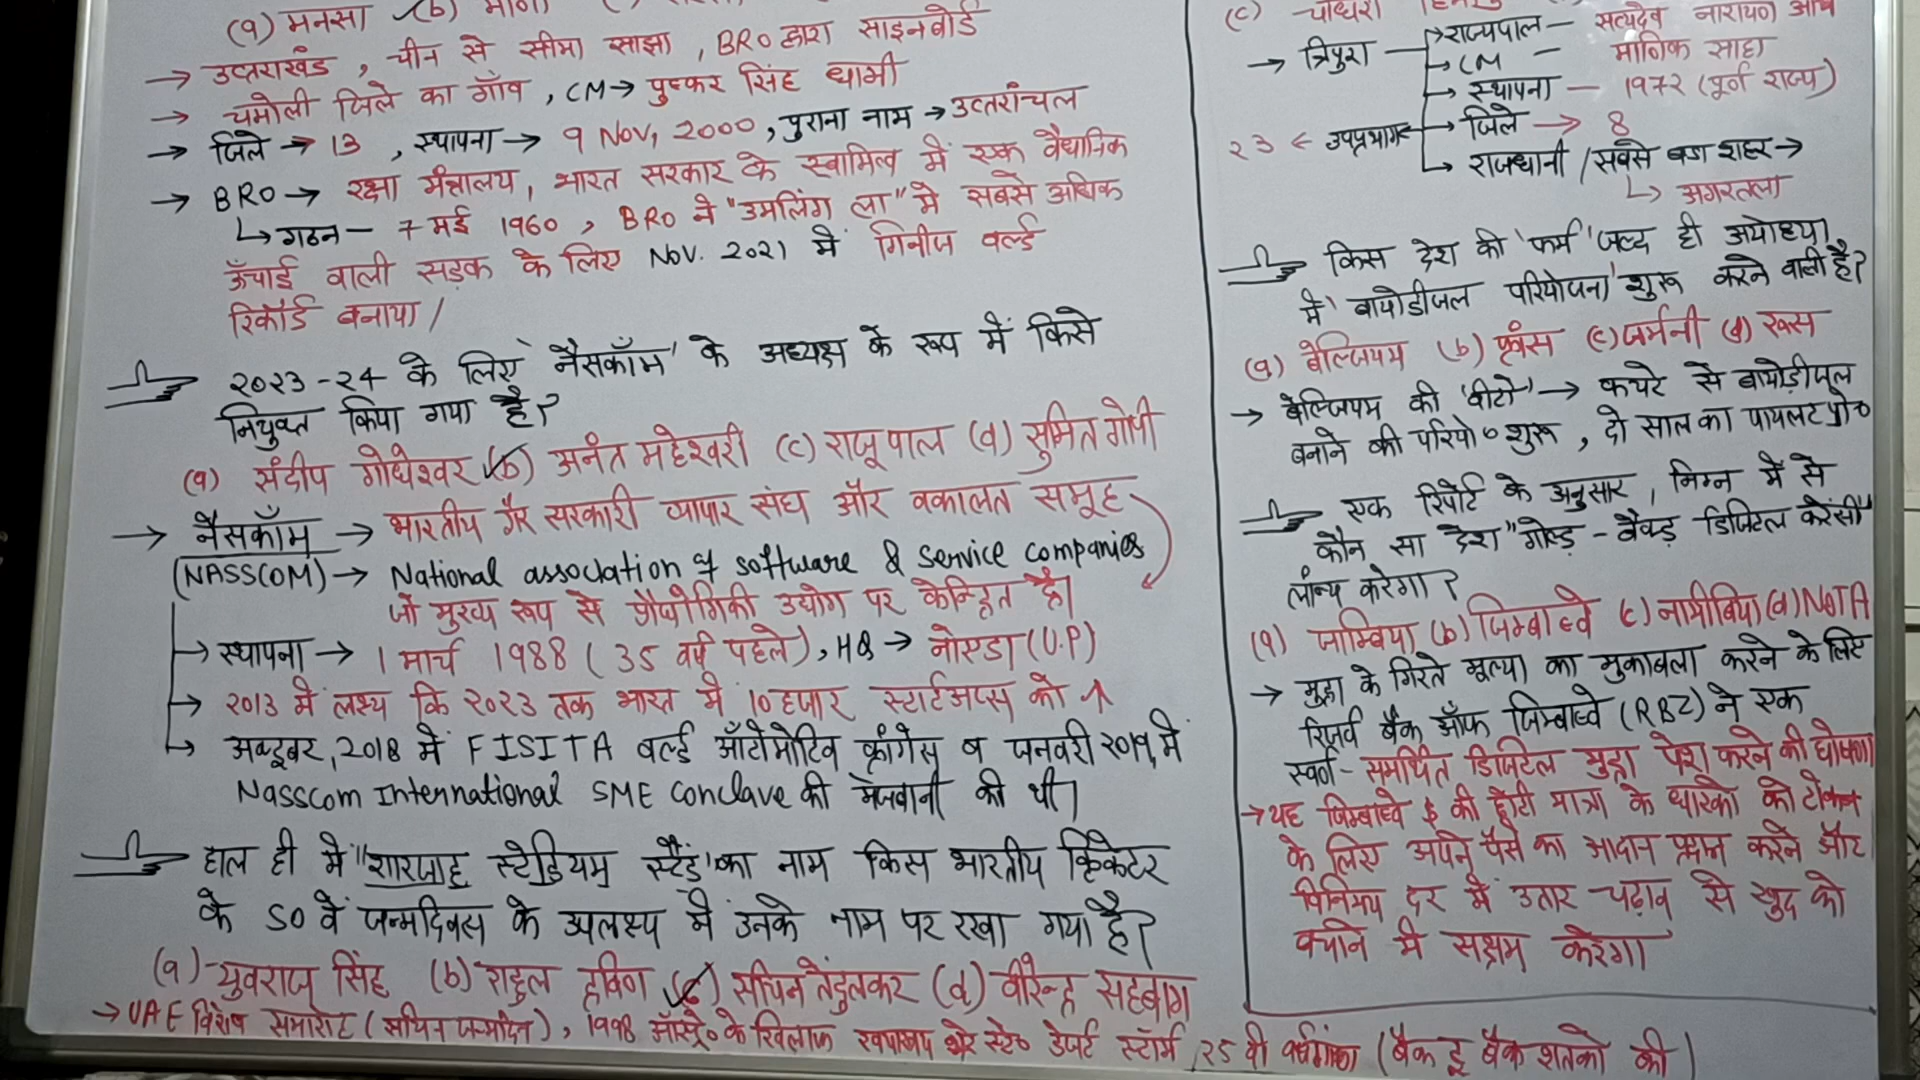 (a) मनसा (b) माणा
→ उत्तराखंड, चीन से सीमा साझा, BRO द्वारा साइनबोर्ड
→ चमोली जिले का गाँव, CM→ पुष्कर सिंह धामी
→ जिले → 13, स्थापना → 9 Nov, 2000, पुराना नाम → उत्तरांचल
→ BRO → रक्षा मंत्रालय, भारत सरकार के स्वामित्व में एक वैधानिक
↳ गठन – 7 मई 1960, BRO ने "उमलिंग ला" में सबसे अधिक
ऊँचाई वाली सड़क के लिए Nov. 2021 में गिनीज वर्ल्ड
रिकॉर्ड बनाया /
2023-24 के लिए 'नैसकॉम' के अध्यक्ष के रूप में किसे
नियुक्त किया गया है?
(a) संदीप गोधेश्वर (b) अनंत महेश्वरी (c) राजू पाल (d) सुमित गोपी
→ नैसकॉम → भारतीय गैर सरकारी व्यापार संघ और वकालत समूह
(NASSCOM) → National association of software & service companies
जो मुख्य रूप से प्रौद्योगिकी उद्योग पर केन्द्रित है।
→ स्थापना → 1 मार्च 1988 (35 वर्ष पहले), HQ → नोएडा (U.P)
→ 2013 में लक्ष्य कि 2023 तक भारत में 10 हजार स्टार्टअप्स को ↑
→ अक्टूबर, 2018 में FISITA वर्ल्ड ऑटोमोटिव कांग्रेस व जनवरी 2019 में
Nasscom International SME Conclave की मेजबानी की थी।
हाल ही में "शारजाह स्टेडियम स्टैंड" का नाम किस भारतीय क्रिकेटर
के 50 वें जन्मदिवस के उपलक्ष्य में उनके नाम पर रखा गया है?
(a) युवराज सिंह (b) राहुल द्रविण (c) सचिन तेंदुलकर (d) वीरेन्द्र सहवाग
→ UAE विशेष समारोह (सचिन जन्मदिन), 1998 ऑस्ट्रे० के खिलाफ डेजर्ट स्टॉर्म, 25 वी वर्षगांठ (बैक टू बैक शतकों की)
(c) चौधरी
→ त्रिपुरा → राज्यपाल – सत्यदेव नारायण आर्य
→ CM – माणिक साहा
→ स्थापना – 1972 (पूर्ण राज्य)
23 ← उपप्रभाग → जिले → 8
↳ राजधानी / सबसे बड़ा शहर →
↳ अगरतला
किस देश की 'फर्म' जल्द ही अयोध्या
में 'बायोडीजल परियोजना' शुरू करने वाली है?
(a) बेल्जियम (b) फ्रांस (c) जर्मनी (d) रूस
→ बेल्जियम की 'वीटो' → कचरे से बायोडीजल
बनाने की परियो० शुरू, दो साल का पायलट प्रो०
एक रिपोर्ट के अनुसार, निम्न में से
कौन सा देश "गोल्ड-बैक्ड डिजिटल करेंसी"
लॉन्च करेगा?
(a) जाम्बिया (b) जिम्बाब्वे (c) नामीबिया (d) NOTA
→ मुद्रा के गिरते मूल्यों का मुकाबला करने के लिए
रिजर्व बैंक ऑफ जिम्बाब्वे (RBZ) ने एक
स्वर्ण-समर्थित डिजिटल मुद्रा पेश करने की घोषणा
→ यह जिम्बाब्वे $ की छोटी मात्रा के धारकों को टोकन
के लिए अपने पैसे का आदान प्रदान करने और
विनिमय दर में उतार चढ़ाव से खुद को
बचाने में सक्षम करेगा